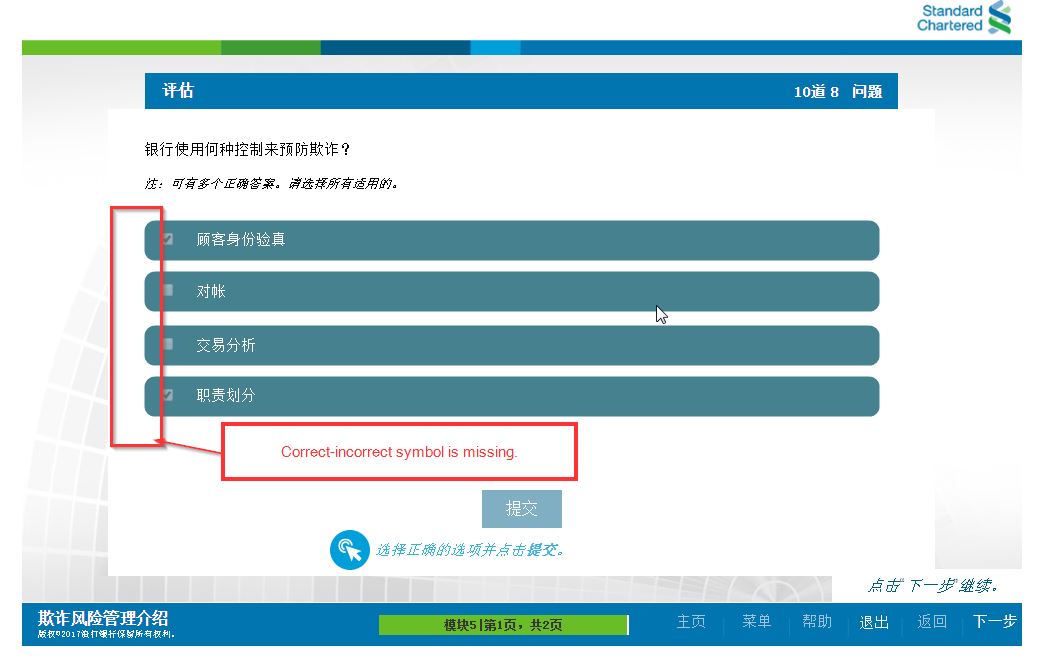 Standard
Chartered
评估
10道 8 问题
银行使用何种控制来预防欺诈？
注：可有多个正确答案。请选择所有适用的。
顾客身份验真
对帐
交易分析
职责划分
Correct-incorrect symbol is missing.
提交
选择正确的选项并点击提交。
点击“下一步”继续。
欺诈风险管理介绍
版权©2017渣打银行保留所有权利。
模块5|第1页，共2页
主页
菜单
帮助
退出
返回
下一步